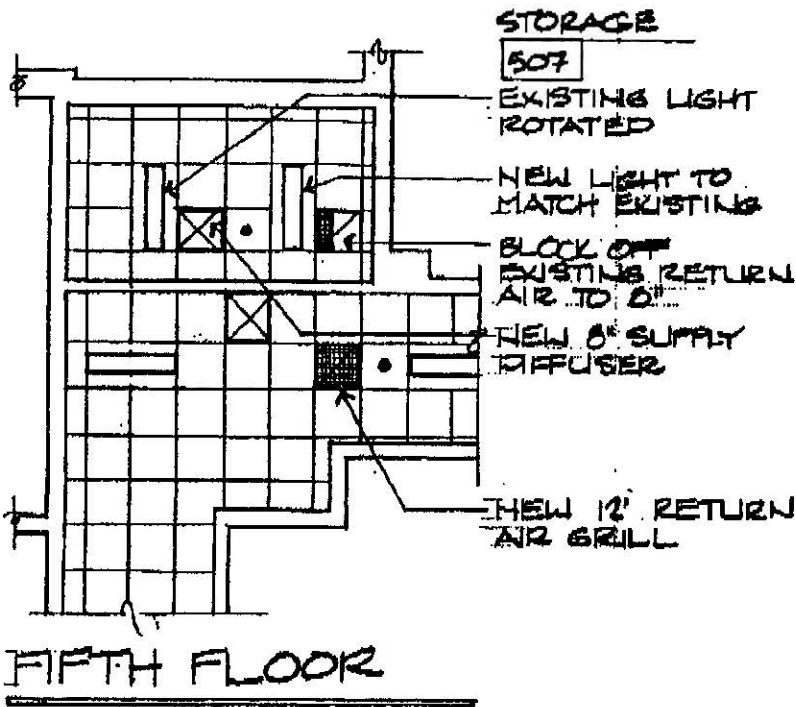 STORAGE
507
EXISTING LIGHT
ROTATED
NEW LIGHT TO
MATCH EXISTING
BLOCK OFF
EXISTING RETURN
AIR TO 8"
NEW 8" SUPPLY
DIFFUSER
NEW 12" RETURN
AIR GRILL
FIFTH FLOOR